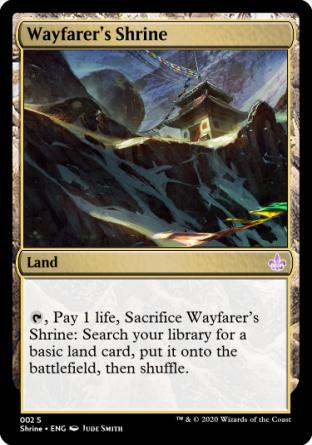 Wayfarer's Shrine
Land
, Pay 1 life, Sacrifice Wayfarer's
Shrine: Search your library for a
basic land card, put it onto the
battlefield, then shuffle.
002 S
Shrine • ENG Jude Smith
™ & © 2020 Wizards of the Coast